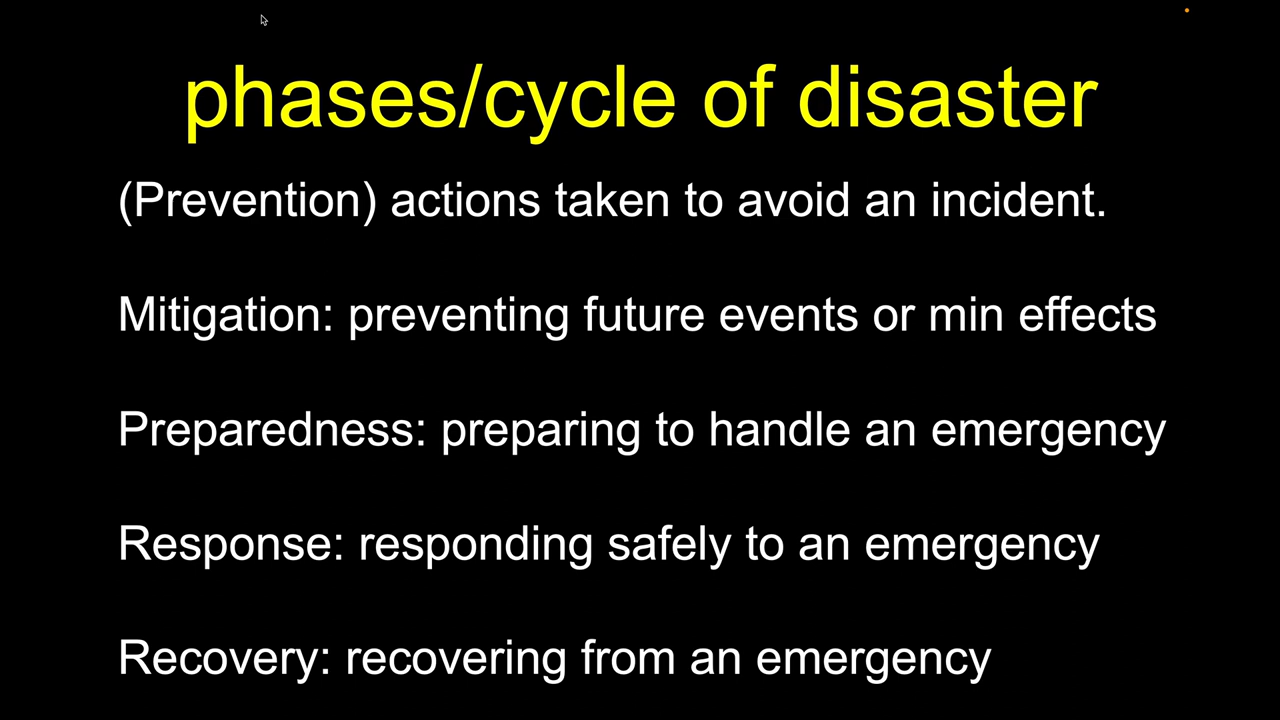 phases/cycle of disaster
(Prevention) actions taken to avoid an incident.
Mitigation: preventing future events or min effects
Preparedness: preparing to handle an emergency
Response: responding safely to an emergency
Recovery: recovering from an emergency